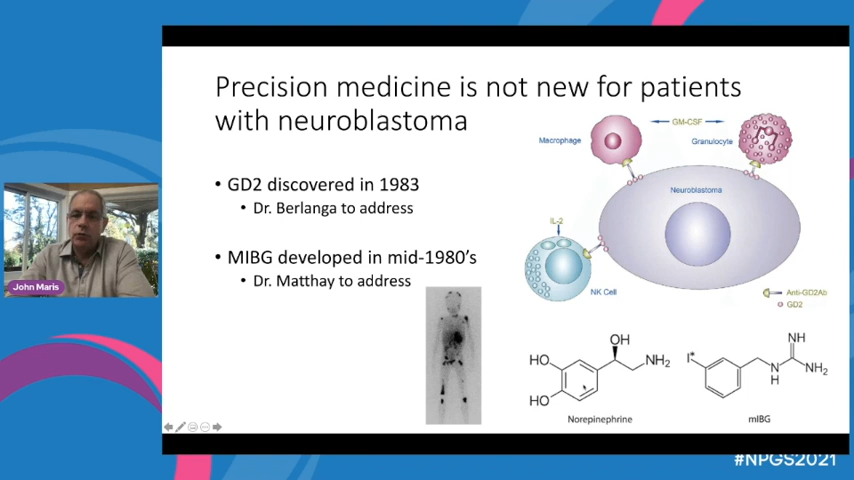 Precision medicine is not new for patients
with neuroblastoma
• GD2 discovered in 1983
• Dr. Berlanga to address
• MIBG developed in mid-1980's
• Dr. Matthay to address
Macrophage
GM-CSF
Granulocyte
Neuroblastoma
IL-2
NK Cell
Anti-GD2Ab
GD2
OH
HO
NH2
HO
Norepinephrine
I*
NH
N
H
NH2
mIBG
John Maris
#NPGS2021